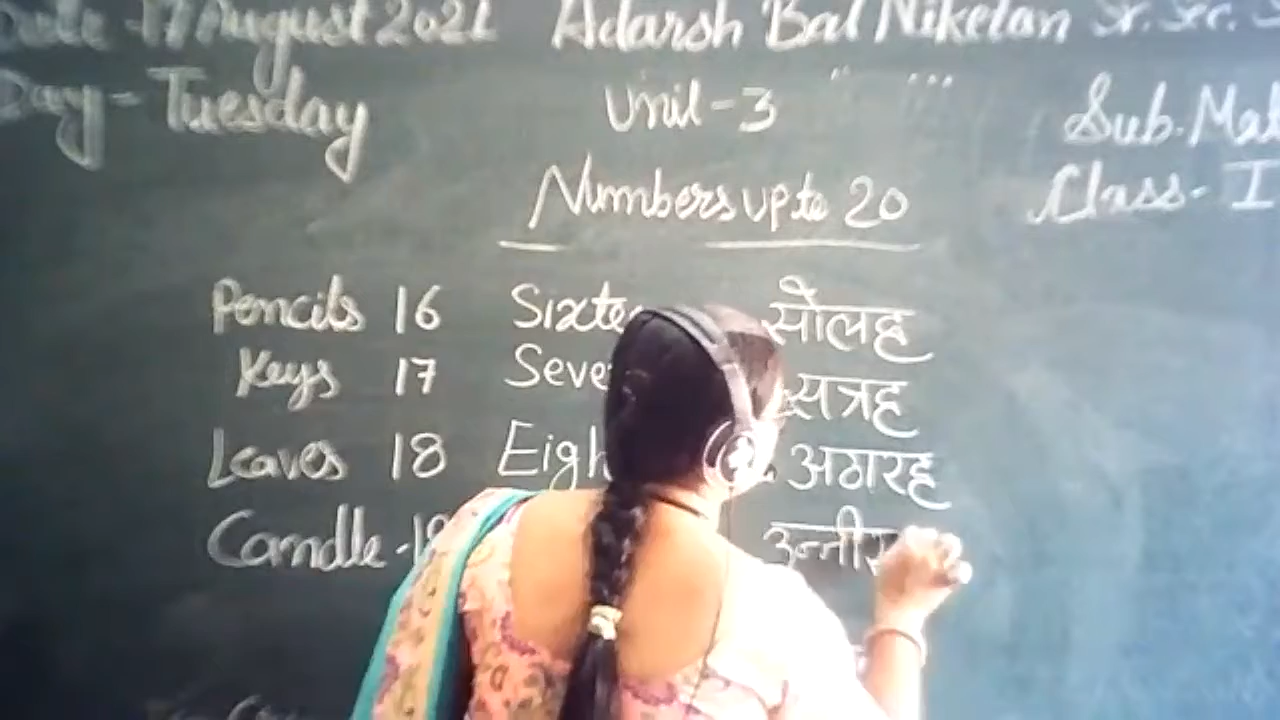 Date - 17 August 2021 Adarsh Bal Niketan Sr. Sec. S
Day - Tuesday Unit - 3 Sub. Mat
Numbers up to 20 Class - I
Pencils 16 Sixtee सोलह
Keys 17 Seve सत्रह
Leaves 18 Eigh अठारह
Candle - 19 उन्नीस